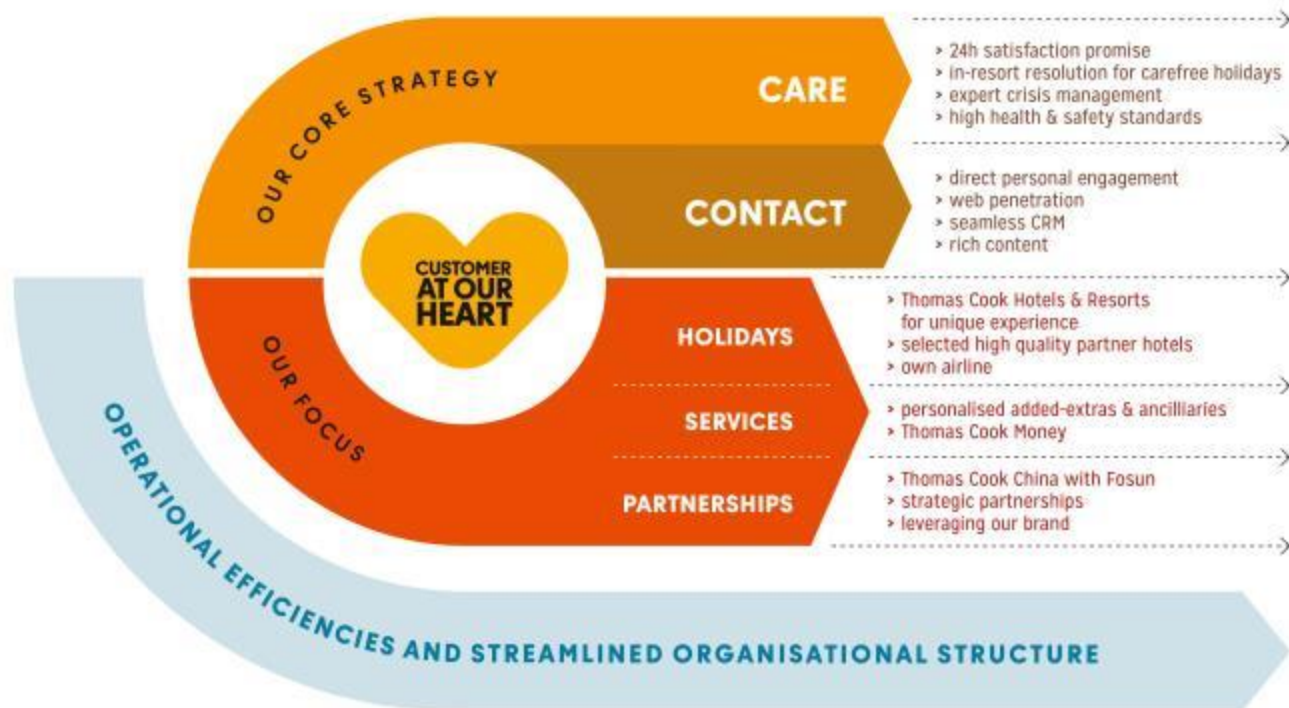 OUR CORE STRATEGY
CARE
> 24h satisfaction promise
> in-resort resolution for carefree holidays
> expert crisis management
> high health & safety standards
CONTACT
> direct personal engagement
> web penetration
> seamless CRM
> rich content
CUSTOMER
AT OUR
HEART
OUR FOCUS
HOLIDAYS
> Thomas Cook Hotels & Resorts
for unique experience
> selected high quality partner hotels
> own airline
SERVICES
> personalised added-extras & ancilliaries
> Thomas Cook Money
PARTNERSHIPS
> Thomas Cook China with Fosun
> strategic partnerships
> leveraging our brand
OPERATIONAL EFFICIENCIES AND STREAMLINED ORGANISATIONAL STRUCTURE